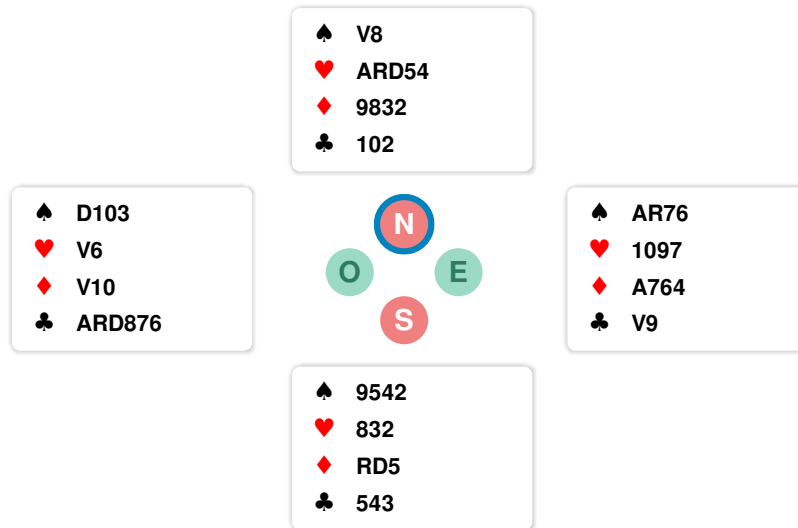 ♠ V8
♥ ARD54
♦ 9832
♣ 102
♠ D103
♥ V6
♦ V10
♣ ARD876
N
O E
S
♠ AR76
♥ 1097
♦ A764
♣ V9
♠ 9542
♥ 832
♦ RD5
♣ 543